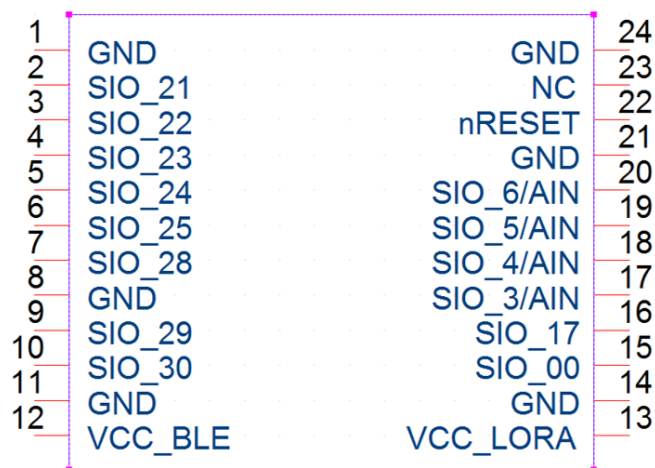 1 GND GND 24
2 SIO_21 NC 23
3 SIO_22 nRESET 22
4 SIO_23 GND 21
5 SIO_24 SIO_6/AIN 20
6 SIO_25 SIO_5/AIN 19
7 SIO_28 SIO_4/AIN 18
8 GND SIO_3/AIN 17
9 SIO_29 SIO_17 16
10 SIO_30 SIO_00 15
11 GND GND 14
12 VCC_BLE VCC_LORA 13